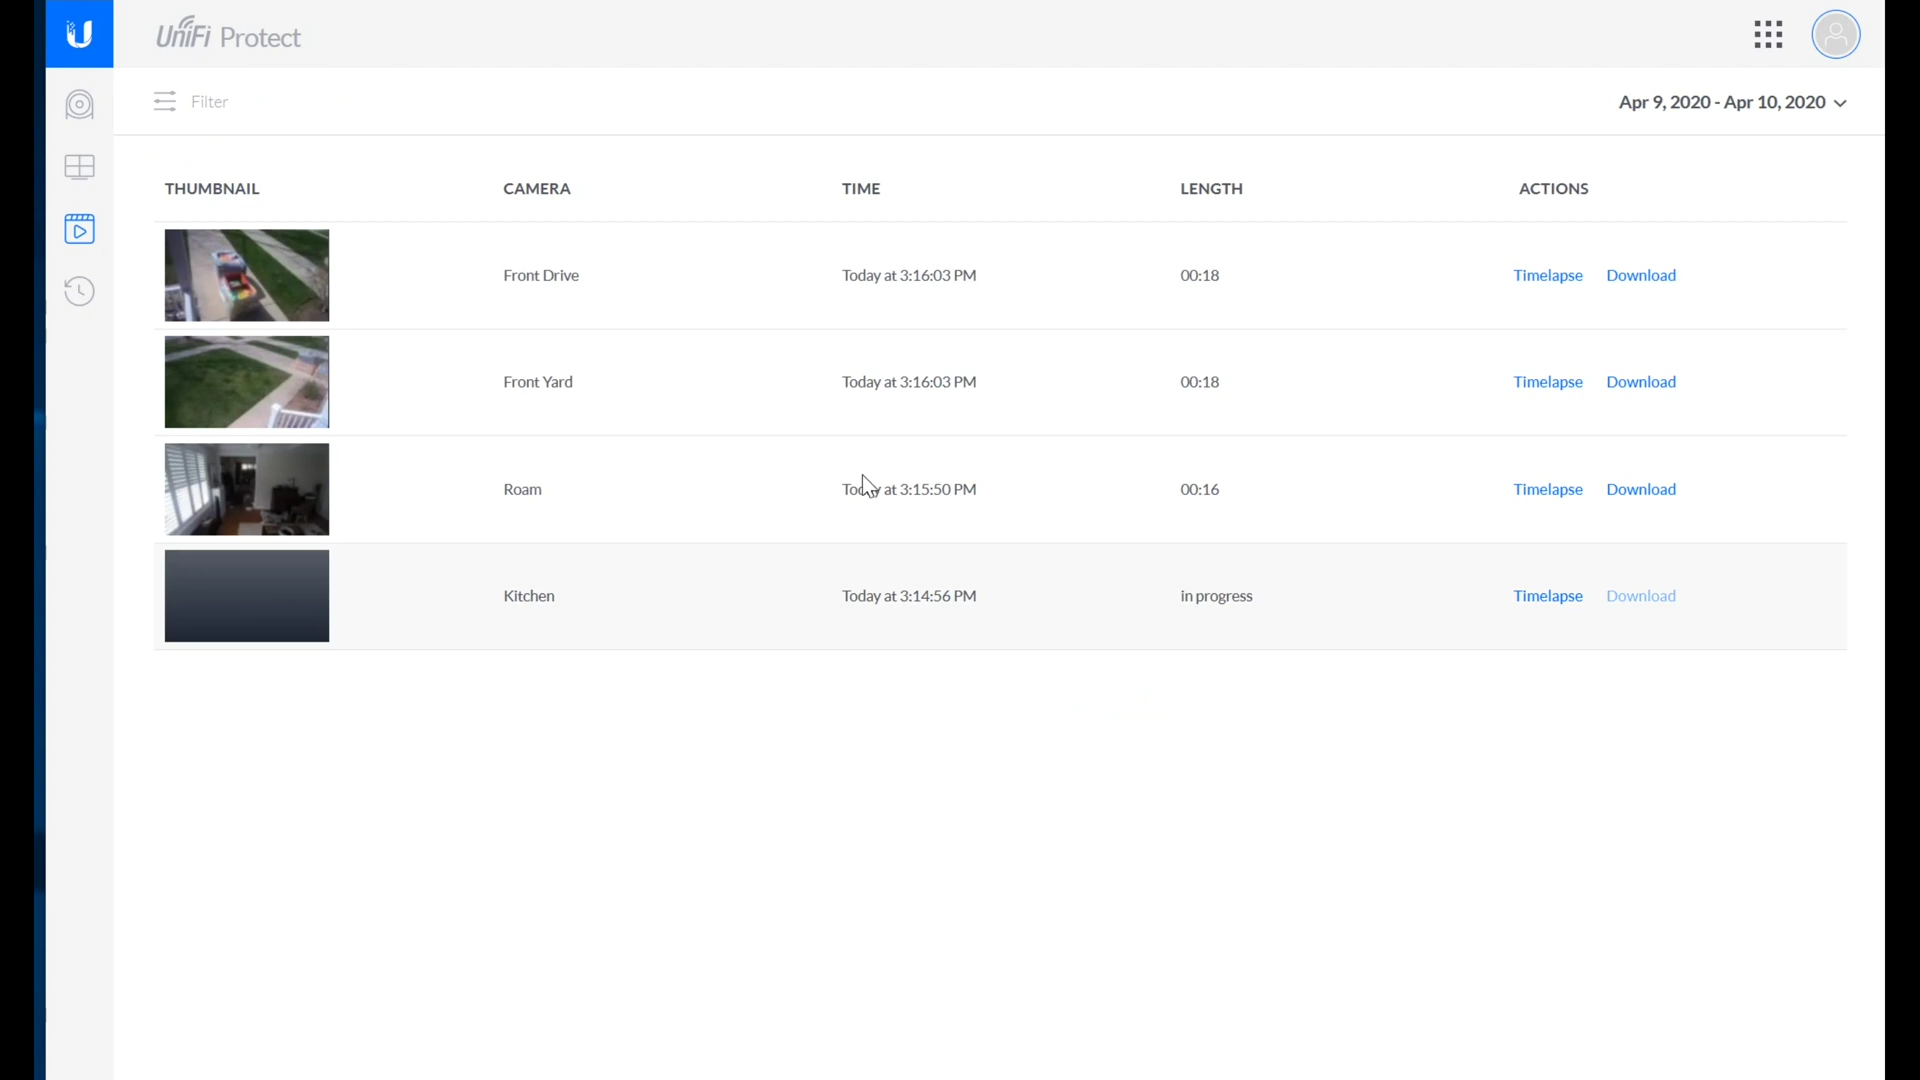 UniFi Protect
Filter
Apr 9, 2020 - Apr 10, 2020
THUMBNAIL CAMERA TIME LENGTH ACTIONS
Front Drive Today at 3:16:03 PM 00:18 Timelapse Download
Front Yard Today at 3:16:03 PM 00:18 Timelapse Download
Roam Today at 3:15:50 PM 00:16 Timelapse Download
Kitchen Today at 3:14:56 PM in progress Timelapse Download